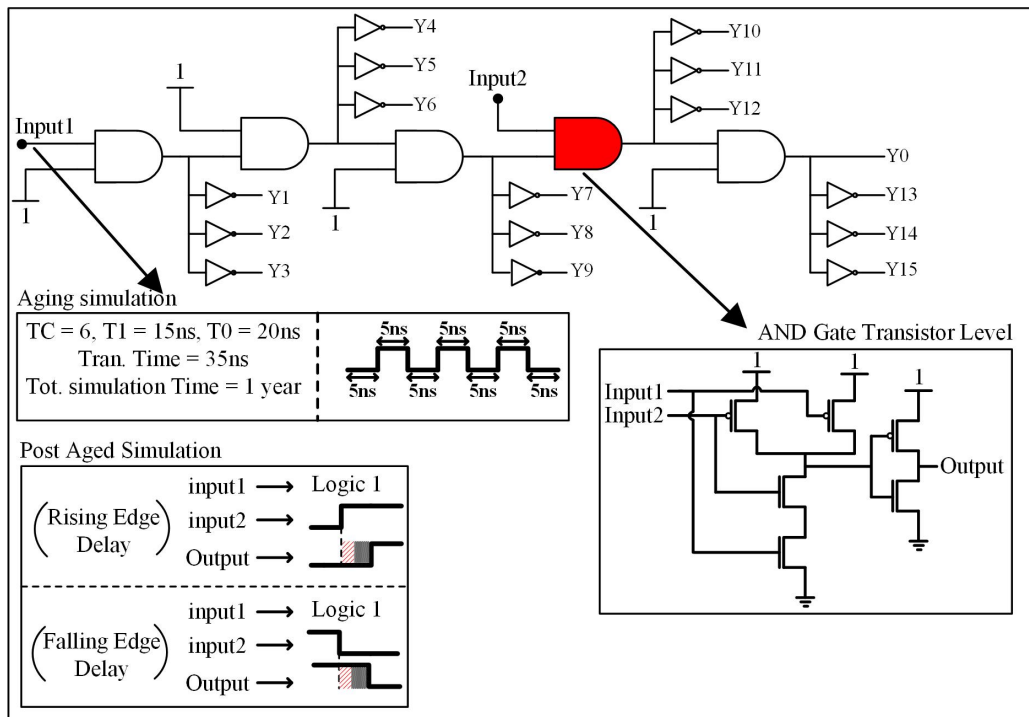 Y4
Y5
Y6
Y10
Y11
Y12
1
Input2
Input1
Y0
1
1
1
Y1
Y2
Y3
Y7
Y8
Y9
Y13
Y14
Y15
Aging simulation
TC = 6, T1 = 15ns, T0 = 20ns
Tran. Time = 35ns
Tot. simulation Time = 1 year
5ns 5ns 5ns
5ns 5ns 5ns 5ns
AND Gate Transistor Level
1 1
Input1
Input2
1
Output
Post Aged Simulation
(Rising Edge Delay)
input1 Logic 1
input2
Output
(Falling Edge Delay)
input1 Logic 1
input2
Output